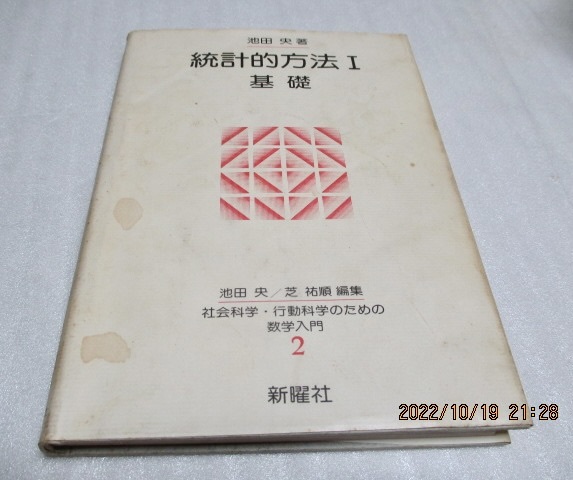 池田 央 著
統計的方法 I
基 礎
池田 央／芝 祐順 編集
社会科学・行動科学のための
数学入門
2
新曜社
2022/10/19 21:28